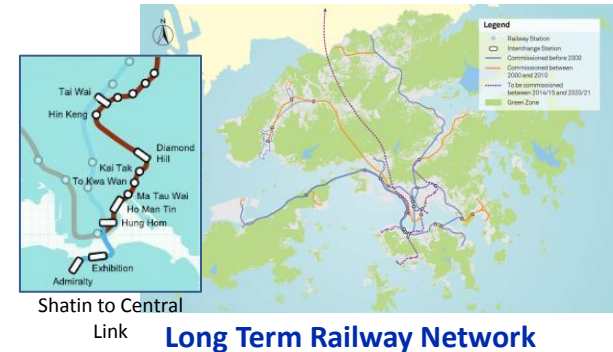 N
Tai Wai
Hin Keng
Diamond
Hill
Kai Tak
To Kwa Wan
Ma Tau Wai
Ho Man Tin
Hung Hom
Exhibition
Admiralty
Shatin to Central
Link
Legend
Railway Station
Interchange Station
Commissioned before 2000
Commissioned between
2000 and 2010
To be commissioned
between 2014/15 and 2020/21
Green Zone
Long Term Railway Network